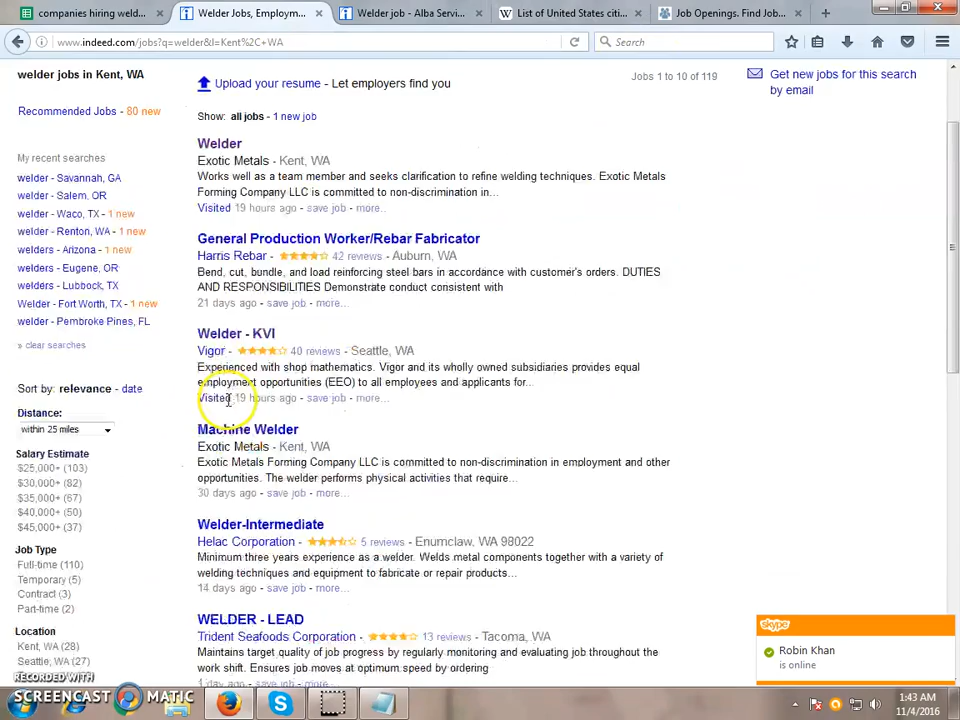 companies hiring weld...
Welder Jobs, Employm...
Welder job - Alba Servi...
List of United States citi...
Job Openings. Find Job...
www.indeed.com/jobs?q=welder&l=Kent%2C+WA
Search
welder jobs in Kent, WA
Upload your resume - Let employers find you
Jobs 1 to 10 of 119
Get new jobs for this search
by email
Recommended Jobs - 80 new
Show: all jobs - 1 new job
My recent searches
welder - Savannah, GA
welder - Salem, OR
welder - Waco, TX - 1 new
welder - Renton, WA - 1 new
welders - Arizona - 1 new
welders - Eugene, OR
welders - Lubbock, TX
Welder - Fort Worth, TX - 1 new
welder - Pembroke Pines, FL
» clear searches
Sort by: relevance - date
Distance:
within 25 miles
Salary Estimate
$25,000+ (103)
$30,000+ (82)
$35,000+ (67)
$40,000+ (50)
$45,000+ (37)
Job Type
Full-time (110)
Temporary (5)
Contract (3)
Part-time (2)
Location
Kent, WA (28)
Seattle, WA (27)
Welder
Exotic Metals - Kent, WA
Works well as a team member and seeks clarification to refine welding techniques. Exotic Metals
Forming Company LLC is committed to non-discrimination in...
Visited 19 hours ago - save job - more...
General Production Worker/Rebar Fabricator
Harris Rebar - 42 reviews - Auburn, WA
Bend, cut, bundle, and load reinforcing steel bars in accordance with customer's orders. DUTIES
AND RESPONSIBILITIES Demonstrate conduct consistent with
21 days ago - save job - more...
Welder - KVI
Vigor - 40 reviews - Seattle, WA
Experienced with shop mathematics. Vigor and its wholly owned subsidiaries provides equal
employment opportunities (EEO) to all employees and applicants for...
Visited 19 hours ago - save job - more...
Machine Welder
Exotic Metals - Kent, WA
Exotic Metals Forming Company LLC is committed to non-discrimination in employment and other
opportunities. The welder performs physical activities that require...
30 days ago - save job - more...
Welder-Intermediate
Helac Corporation - 5 reviews - Enumclaw, WA 98022
Minimum three years experience as a welder. Welds metal components together with a variety of
welding techniques and equipment to fabricate or repair products...
14 days ago - save job - more...
WELDER - LEAD
Trident Seafoods Corporation - 13 reviews - Tacoma, WA
Maintains target quality of job progress by regularly monitoring and evaluating job throughout the
work shift. Ensures job moves at optimum speed by ordering
1 day ago - save job - more...
skype
Robin Khan
is online
RECORDED WITH
SCREENCAST MATIC
1:43 AM
11/4/2016